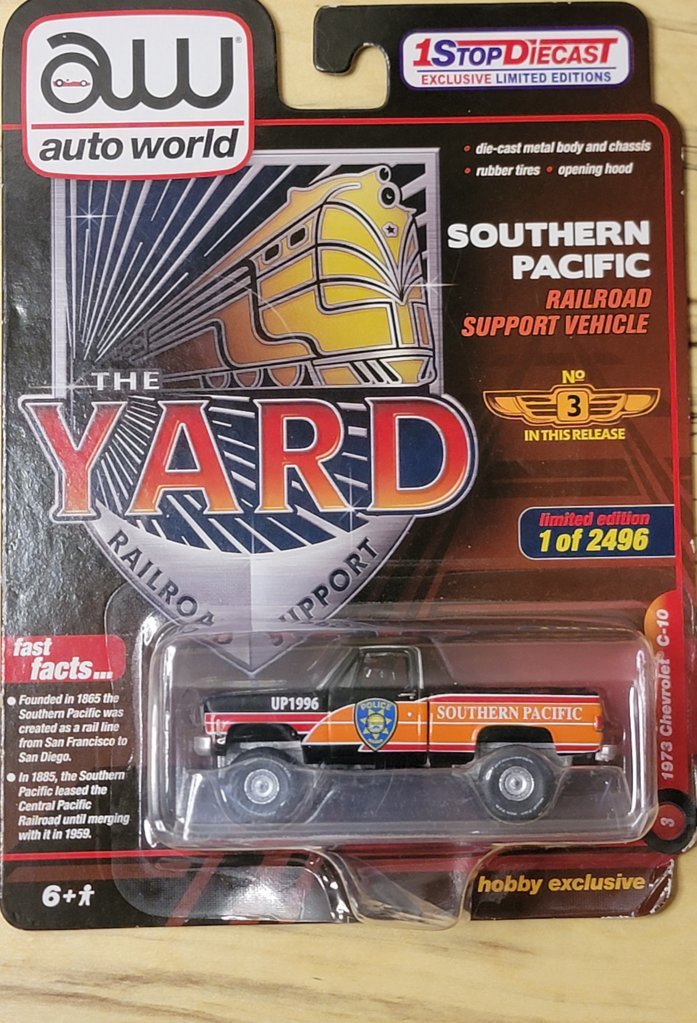 aw
auto world
1STOPDIECAST
EXCLUSIVE LIMITED EDITIONS
• die-cast metal body and chassis
• rubber tires • opening hood
SOUTHERN
PACIFIC
RAILROAD
SUPPORT VEHICLE
Nº
3
IN THIS RELEASE
THE
YARD
RAILROAD SUPPORT
limited edition
1 of 2496
fast
facts...
• Founded in 1865 the
Southern Pacific was
created as a rail line
from San Francisco to
San Diego.
• In 1885, the Southern
Pacific leased the
Central Pacific
Railroad until merging
with it in 1959.
UP1996
POLICE
SOUTHERN PACIFIC
3 1973 Chevrolet C-10
6+
hobby exclusive